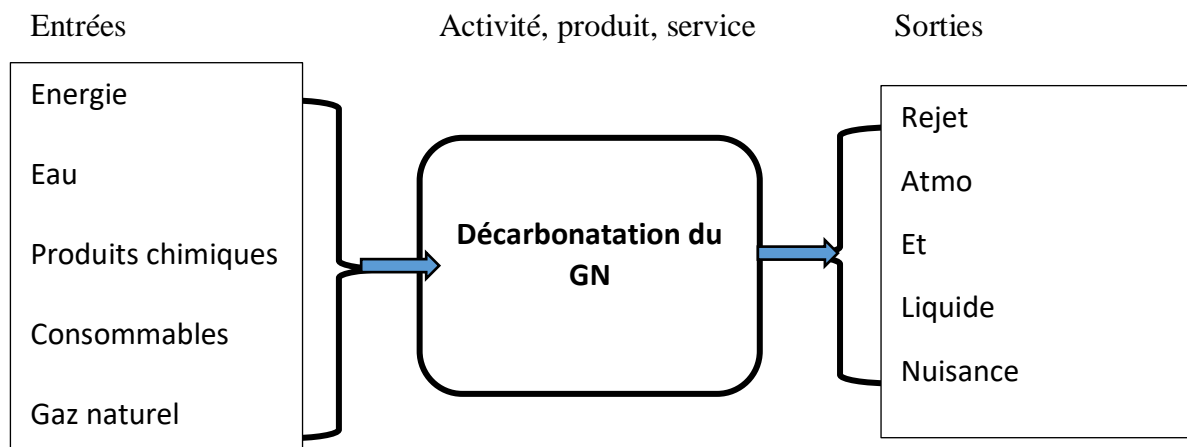 Entrées
Activité, produit, service
Sorties
Energie
Eau
Produits chimiques
Consommables
Gaz naturel
Décarbonatation du
GN
Rejet
Atmo
Et
Liquide
Nuisance